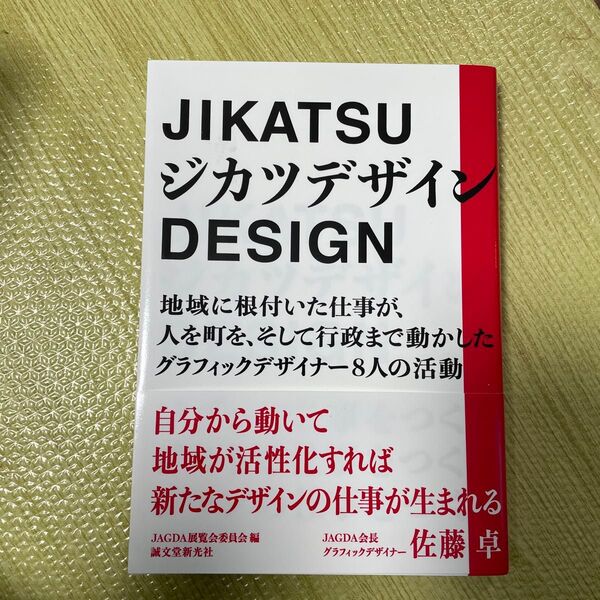 JIKATSU
ジカツデザイン
DESIGN
地域に根付いた仕事が、
人を町を、そして行政まで動かした
グラフィックデザイナー8人の活動
自分から動いて
地域が活性化すれば
新たなデザインの仕事が生まれる
JAGDA展覧会委員会 編
誠文堂新光社
JAGDA会長
グラフィックデザイナー 佐藤 卓